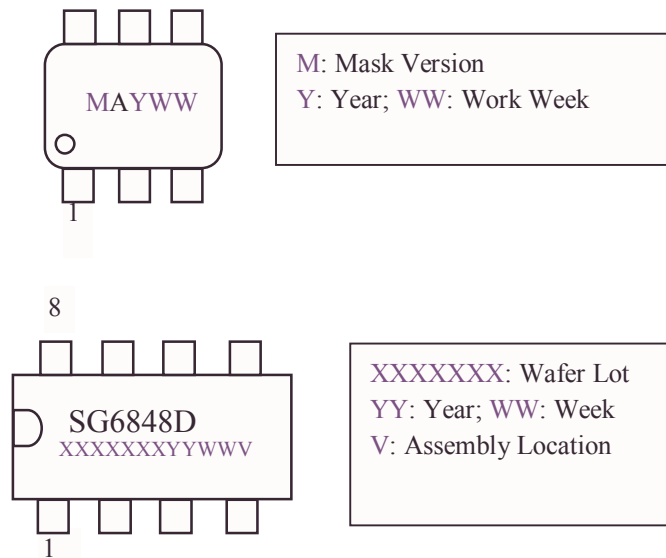 MAYWW
1
M: Mask Version
Y: Year; WW: Work Week
8
SG6848D
XXXXXXXYYWWV
1
XXXXXXX: Wafer Lot
YY: Year; WW: Week
V: Assembly Location